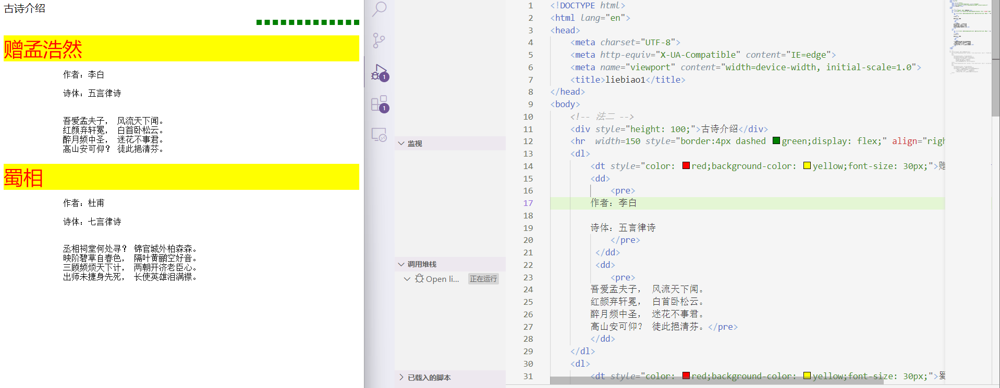 古诗介绍
赠孟浩然
作者：李白
诗体：五言律诗
吾爱孟夫子， 风流天下闻。
红颜弃轩冕， 白首卧松云。
醉月频中圣， 迷花不事君。
高山安可仰？ 徒此挹清芬。
蜀相
作者：杜甫
诗体：七言律诗
丞相祠堂何处寻？ 锦官城外柏森森。
映阶碧草自春色， 隔叶黄鹂空好音。
三顾频烦天下计， 两朝开济老臣心。
出师未捷身先死， 长使英雄泪满襟。
1
1
监视
调用堆栈
Open li... 正在运行
已载入的脚本
1 <!DOCTYPE html>
2 <html lang="en">
3 <head>
4 <meta charset="UTF-8">
5 <meta http-equiv="X-UA-Compatible" content="IE=edge">
6 <meta name="viewport" content="width=device-width, initial-scale=1.0">
7 <title>liebiao1</title>
8 </head>
9 <body>
10 <!-- 法二 -->
11 <div style="height: 100;">古诗介绍</div>
12 <hr  width=150 style="border:4px dashed green;display: flex;" align="righ
13 <dl>
14 <dt style="color: red;background-color: yellow;font-size: 30px;">赠
15 <dd>
16 <pre>
17 作者：李白
18
19 诗体：五言律诗
20 </pre>
21 </dd>
22 <dd>
23 <pre>
24 吾爱孟夫子， 风流天下闻。
25 红颜弃轩冕， 白首卧松云。
26 醉月频中圣， 迷花不事君。
27 高山安可仰？ 徒此挹清芬。</pre>
28 </dd>
29 </dl>
30 <dl>
31 <dt style="color: red;background-color: yellow;font-size: 30px;">蜀